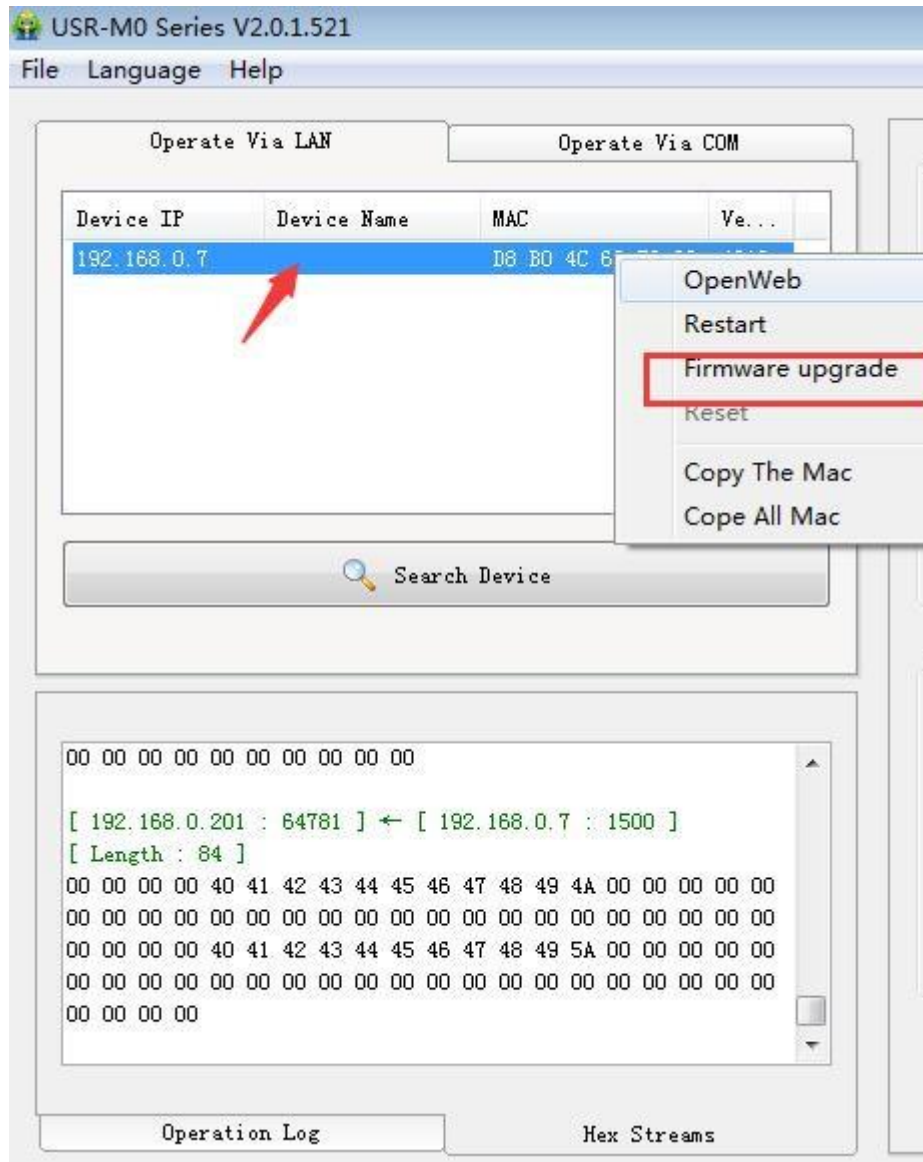 USR-M0 Series V2.0.1.521
File Language Help
Operate Via LAN Operate Via COM
Device IP Device Name MAC Ve...
192.168.0.7 D8 B0 4C
OpenWeb
Restart
Firmware upgrade
Reset
Copy The Mac
Cope All Mac
Search Device
00 00 00 00 00 00 00 00 00 00
[ 192.168.0.201 : 64781 ] ← [ 192.168.0.7 : 1500 ]
[ Length : 84 ]
00 00 00 00 40 41 42 43 44 45 46 47 48 49 4A 00 00 00 00 00
00 00 00 00 00 00 00 00 00 00 00 00 00 00 00 00 00 00 00 00
00 00 00 00 40 41 42 43 44 45 46 47 48 49 5A 00 00 00 00 00
00 00 00 00 00 00 00 00 00 00 00 00 00 00 00 00 00 00 00 00
00 00 00 00
Operation Log Hex Streams